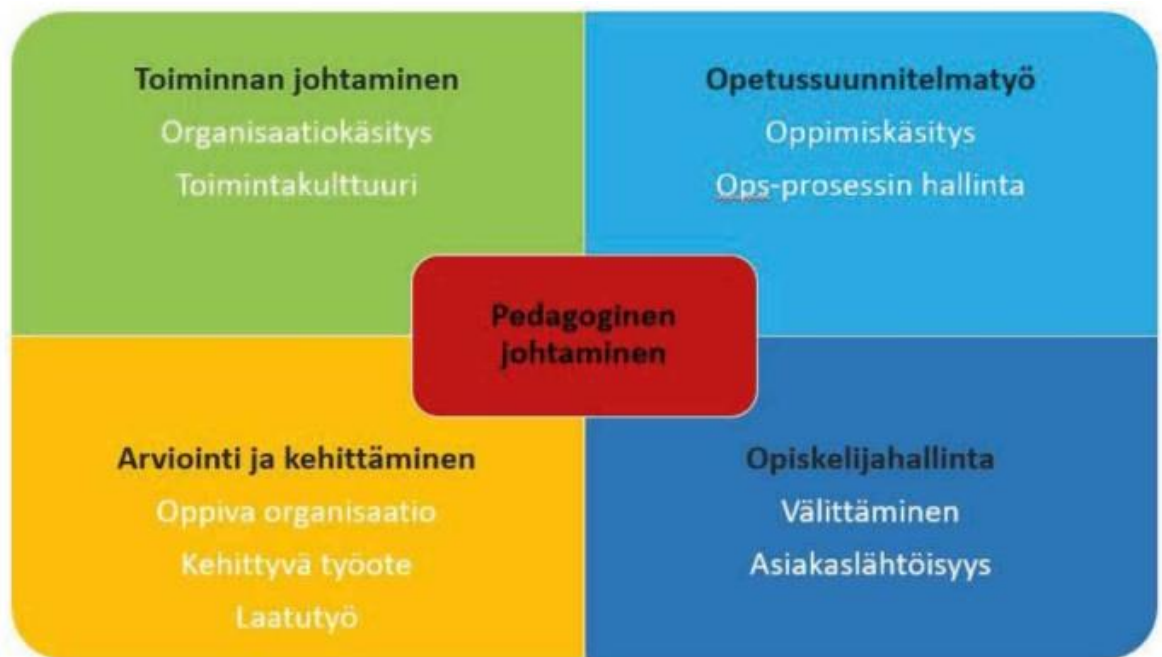 Toiminnan johtaminen
Organisaatiokäsitys
Toimintakulttuuri
Opetussuunnitelmatyö
Oppimiskäsitys
Ops-prosessin hallinta
Pedagoginen
johtaminen
Arviointi ja kehittäminen
Oppiva organisaatio
Kehittyvä työote
Laatutyö
Opiskelijahallinta
Välittäminen
Asiakaslähtöisyys